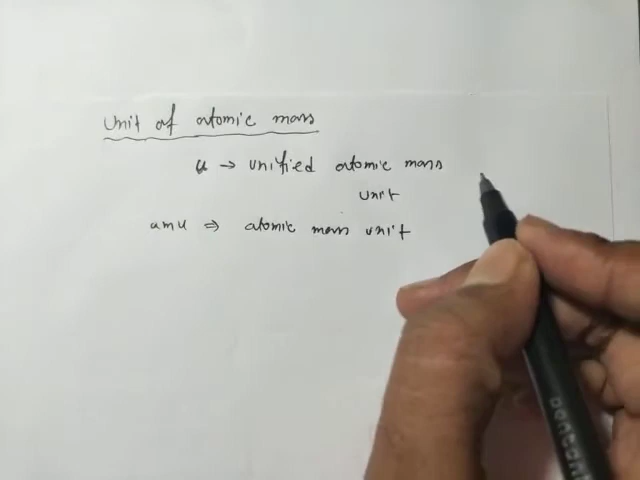 Unit of atomic mass
u → unified atomic mass
unit
amu ⇒ atomic mass unit